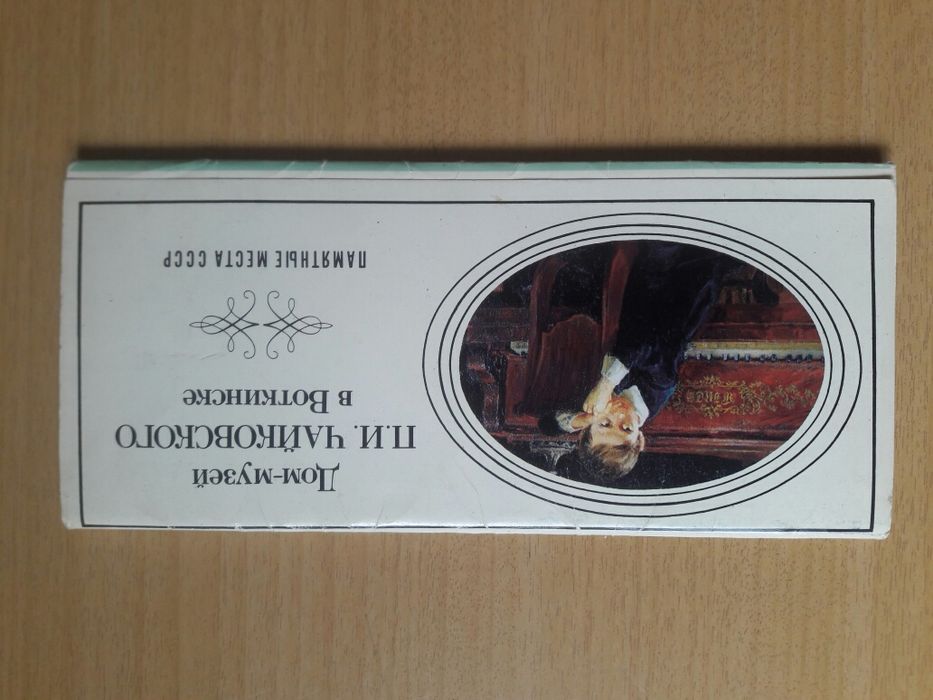 Дом-музей
П.И. ЧАЙКОВСКОГО
в Воткинске
ПАМЯТНЫЕ МЕСТА СССР